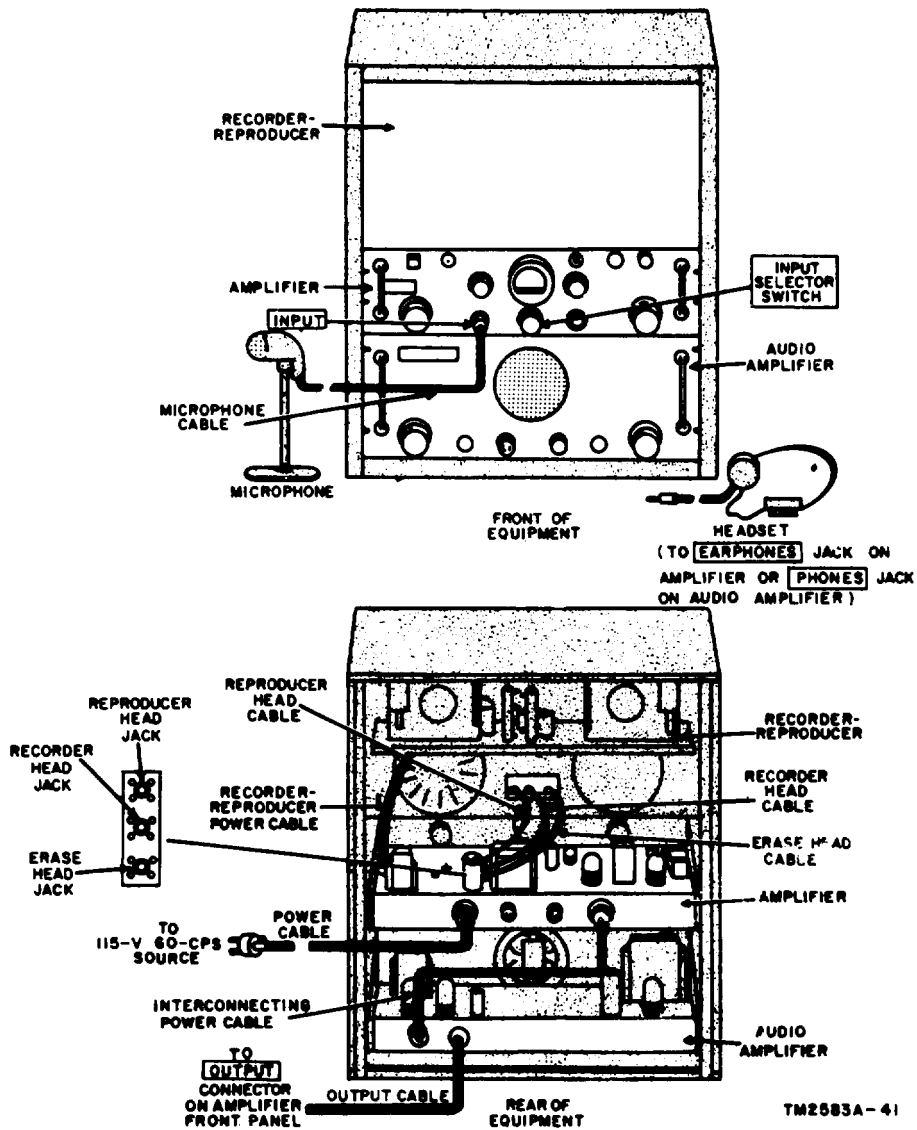 RECORDER-
REPRODUCER
AMPLIFIER
INPUT
INPUT
SELECTOR
SWITCH
AUDIO
AMPLIFIER
MICROPHONE
CABLE
MICROPHONE
FRONT OF
EQUIPMENT
HEADSET
(TO EARPHONES JACK ON
AMPLIFIER OR PHONES JACK
ON AUDIO AMPLIFIER)
REPRODUCER
HEAD
CABLE
REPRODUCER
HEAD
JACK
RECORDER
HEAD
JACK
ERASE
HEAD
JACK
RECORDER-
REPRODUCER
POWER CABLE
RECORDER-
REPRODUCER
RECORDER
HEAD
CABLE
ERASE HEAD
CABLE
AMPLIFIER
POWER
CABLE
TO
115-V 60-CPS
SOURCE
INTERCONNECTING
POWER CABLE
AUDIO
AMPLIFIER
TO
OUTPUT
CONNECTOR
ON AMPLIFIER
FRONT PANEL
OUTPUT CABLE
REAR OF
EQUIPMENT
TM2583A-41